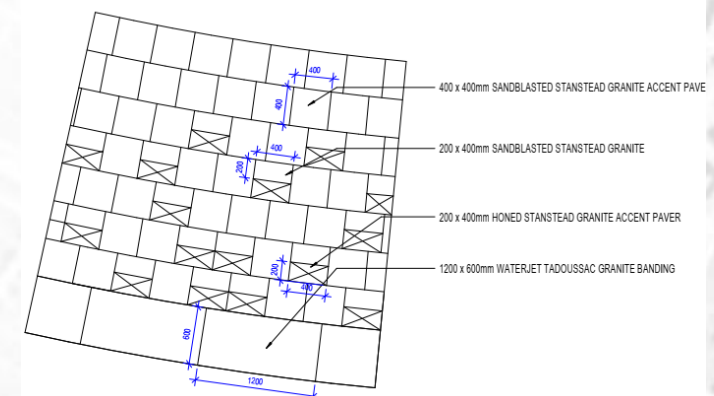 400
400 x 400mm SANDBLASTED STANSTEAD GRANITE ACCENT PAVE
400
400
200 x 400mm SANDBLASTED STANSTEAD GRANITE
200
200 x 400mm HONED STANSTEAD GRANITE ACCENT PAVER
200
1200 x 600mm WATERJET TADOUSSAC GRANITE BANDING
400
600
1200